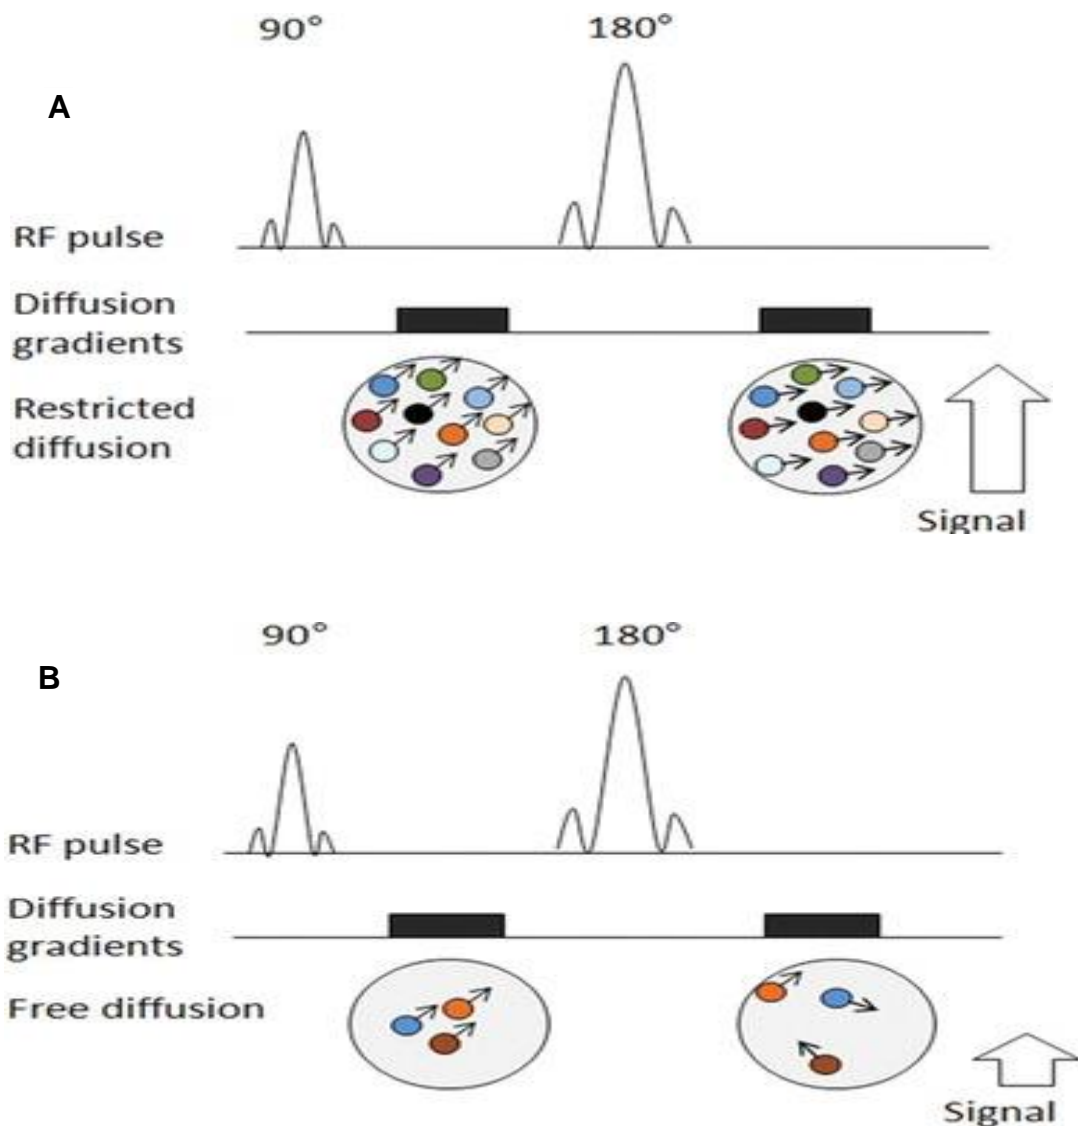 90° 180°
A
RF pulse
Diffusion
gradients
Restricted
diffusion
Signal
90° 180°
B
RF pulse
Diffusion
gradients
Free diffusion
Signal